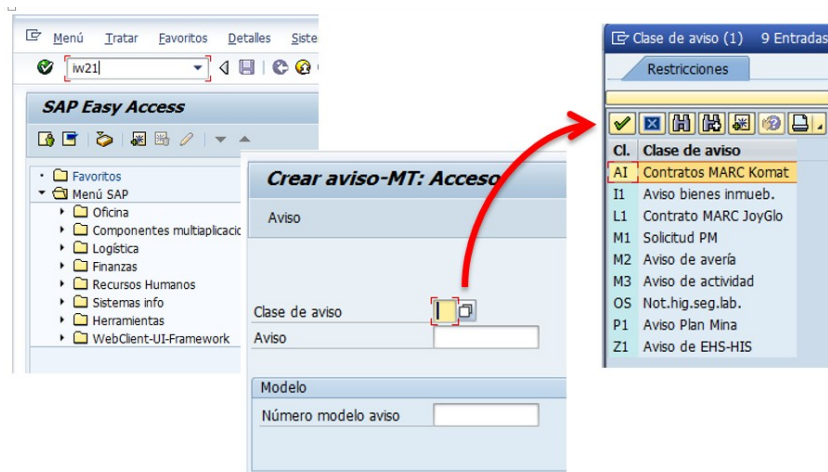 Menú Tratar Favoritos Detalles Siste
iw21
SAP Easy Access
Favoritos
Menú SAP
Oficina
Componentes multiaplicacio
Logística
Finanzas
Recursos Humanos
Sistemas info
Herramientas
WebClient-UI-Framework
Crear aviso-MT: Acceso
Aviso
Clase de aviso
Aviso
Modelo
Número modelo aviso
Clase de aviso (1) 9 Entradas
Restricciones
Cl. Clase de aviso
AI Contratos MARC Komat
I1 Aviso bienes inmueb.
L1 Contrato MARC JoyGlo
M1 Solicitud PM
M2 Aviso de avería
M3 Aviso de actividad
OS Not.hig.seg.lab.
P1 Aviso Plan Mina
Z1 Aviso de EHS-HIS